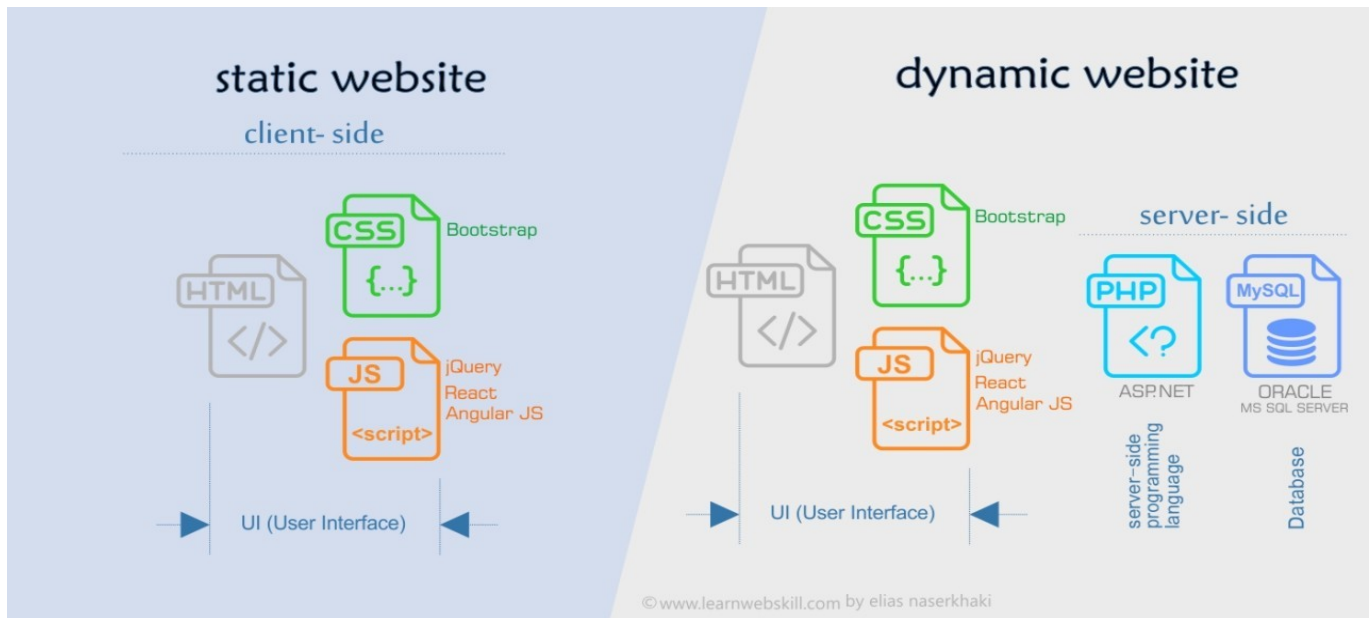 static website
client- side
HTML
</>
CSS
{...}
Bootstrap
JS
<script>
jQuery
React
Angular JS
UI (User Interface)
dynamic website
HTML
</>
CSS
{...}
Bootstrap
JS
<script>
jQuery
React
Angular JS
UI (User Interface)
server- side
PHP
<?
ASP.NET
server-side
programming
language
MySQL
ORACLE
MS SQL SERVER
Database
©www.learnwebskill.com by elias naserkhaki